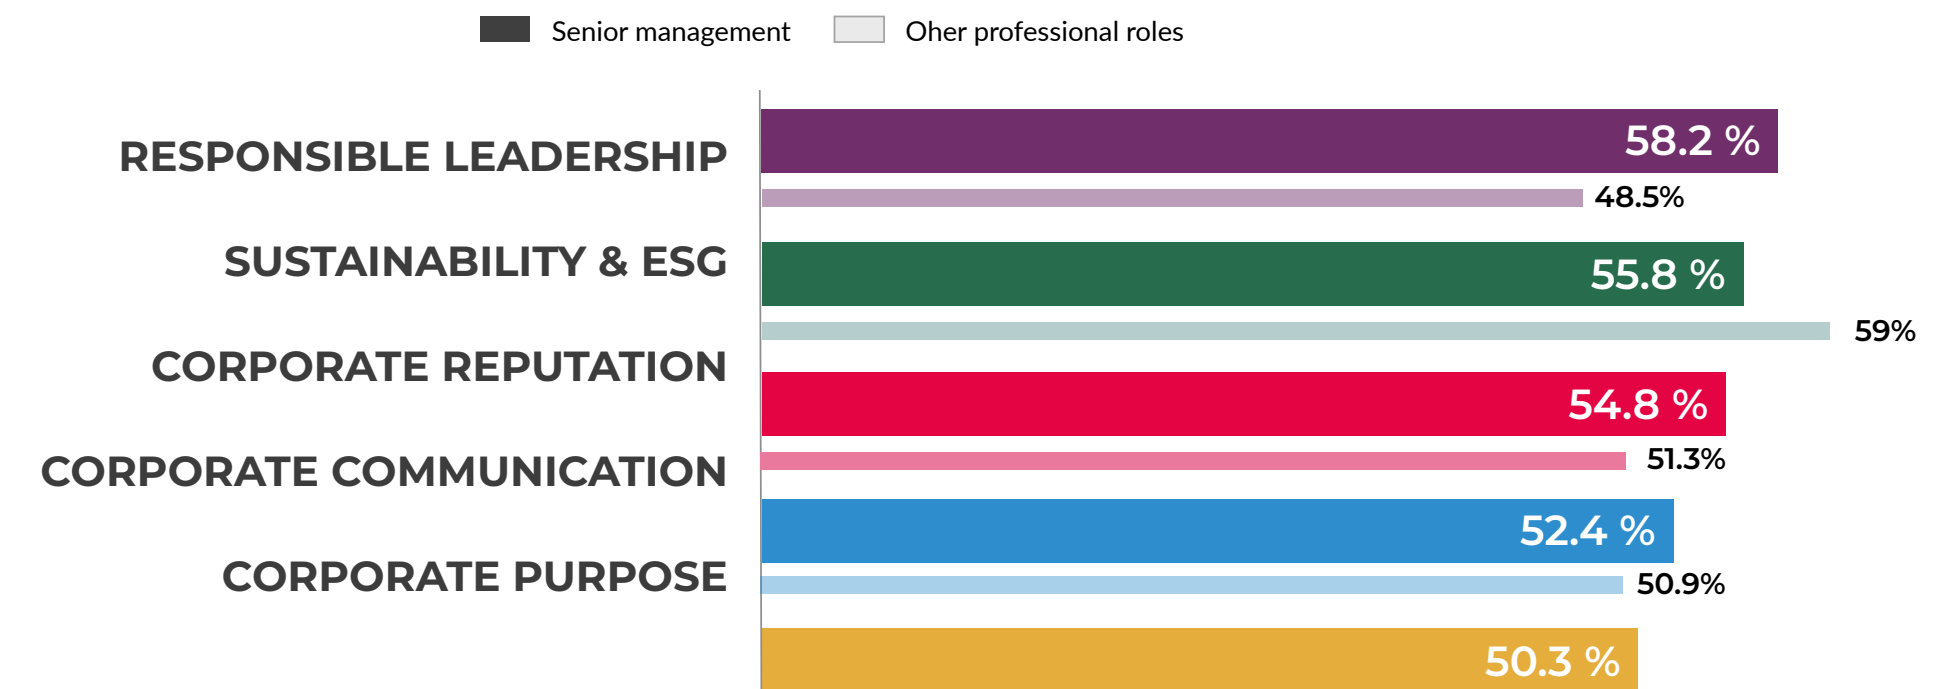 Senior management
Oher professional roles
RESPONSIBLE LEADERSHIP
58.2 %
48.5%
SUSTAINABILITY & ESG
55.8 %
59%
CORPORATE REPUTATION
54.8 %
51.3%
CORPORATE COMMUNICATION
52.4 %
50.9%
CORPORATE PURPOSE
50.3 %